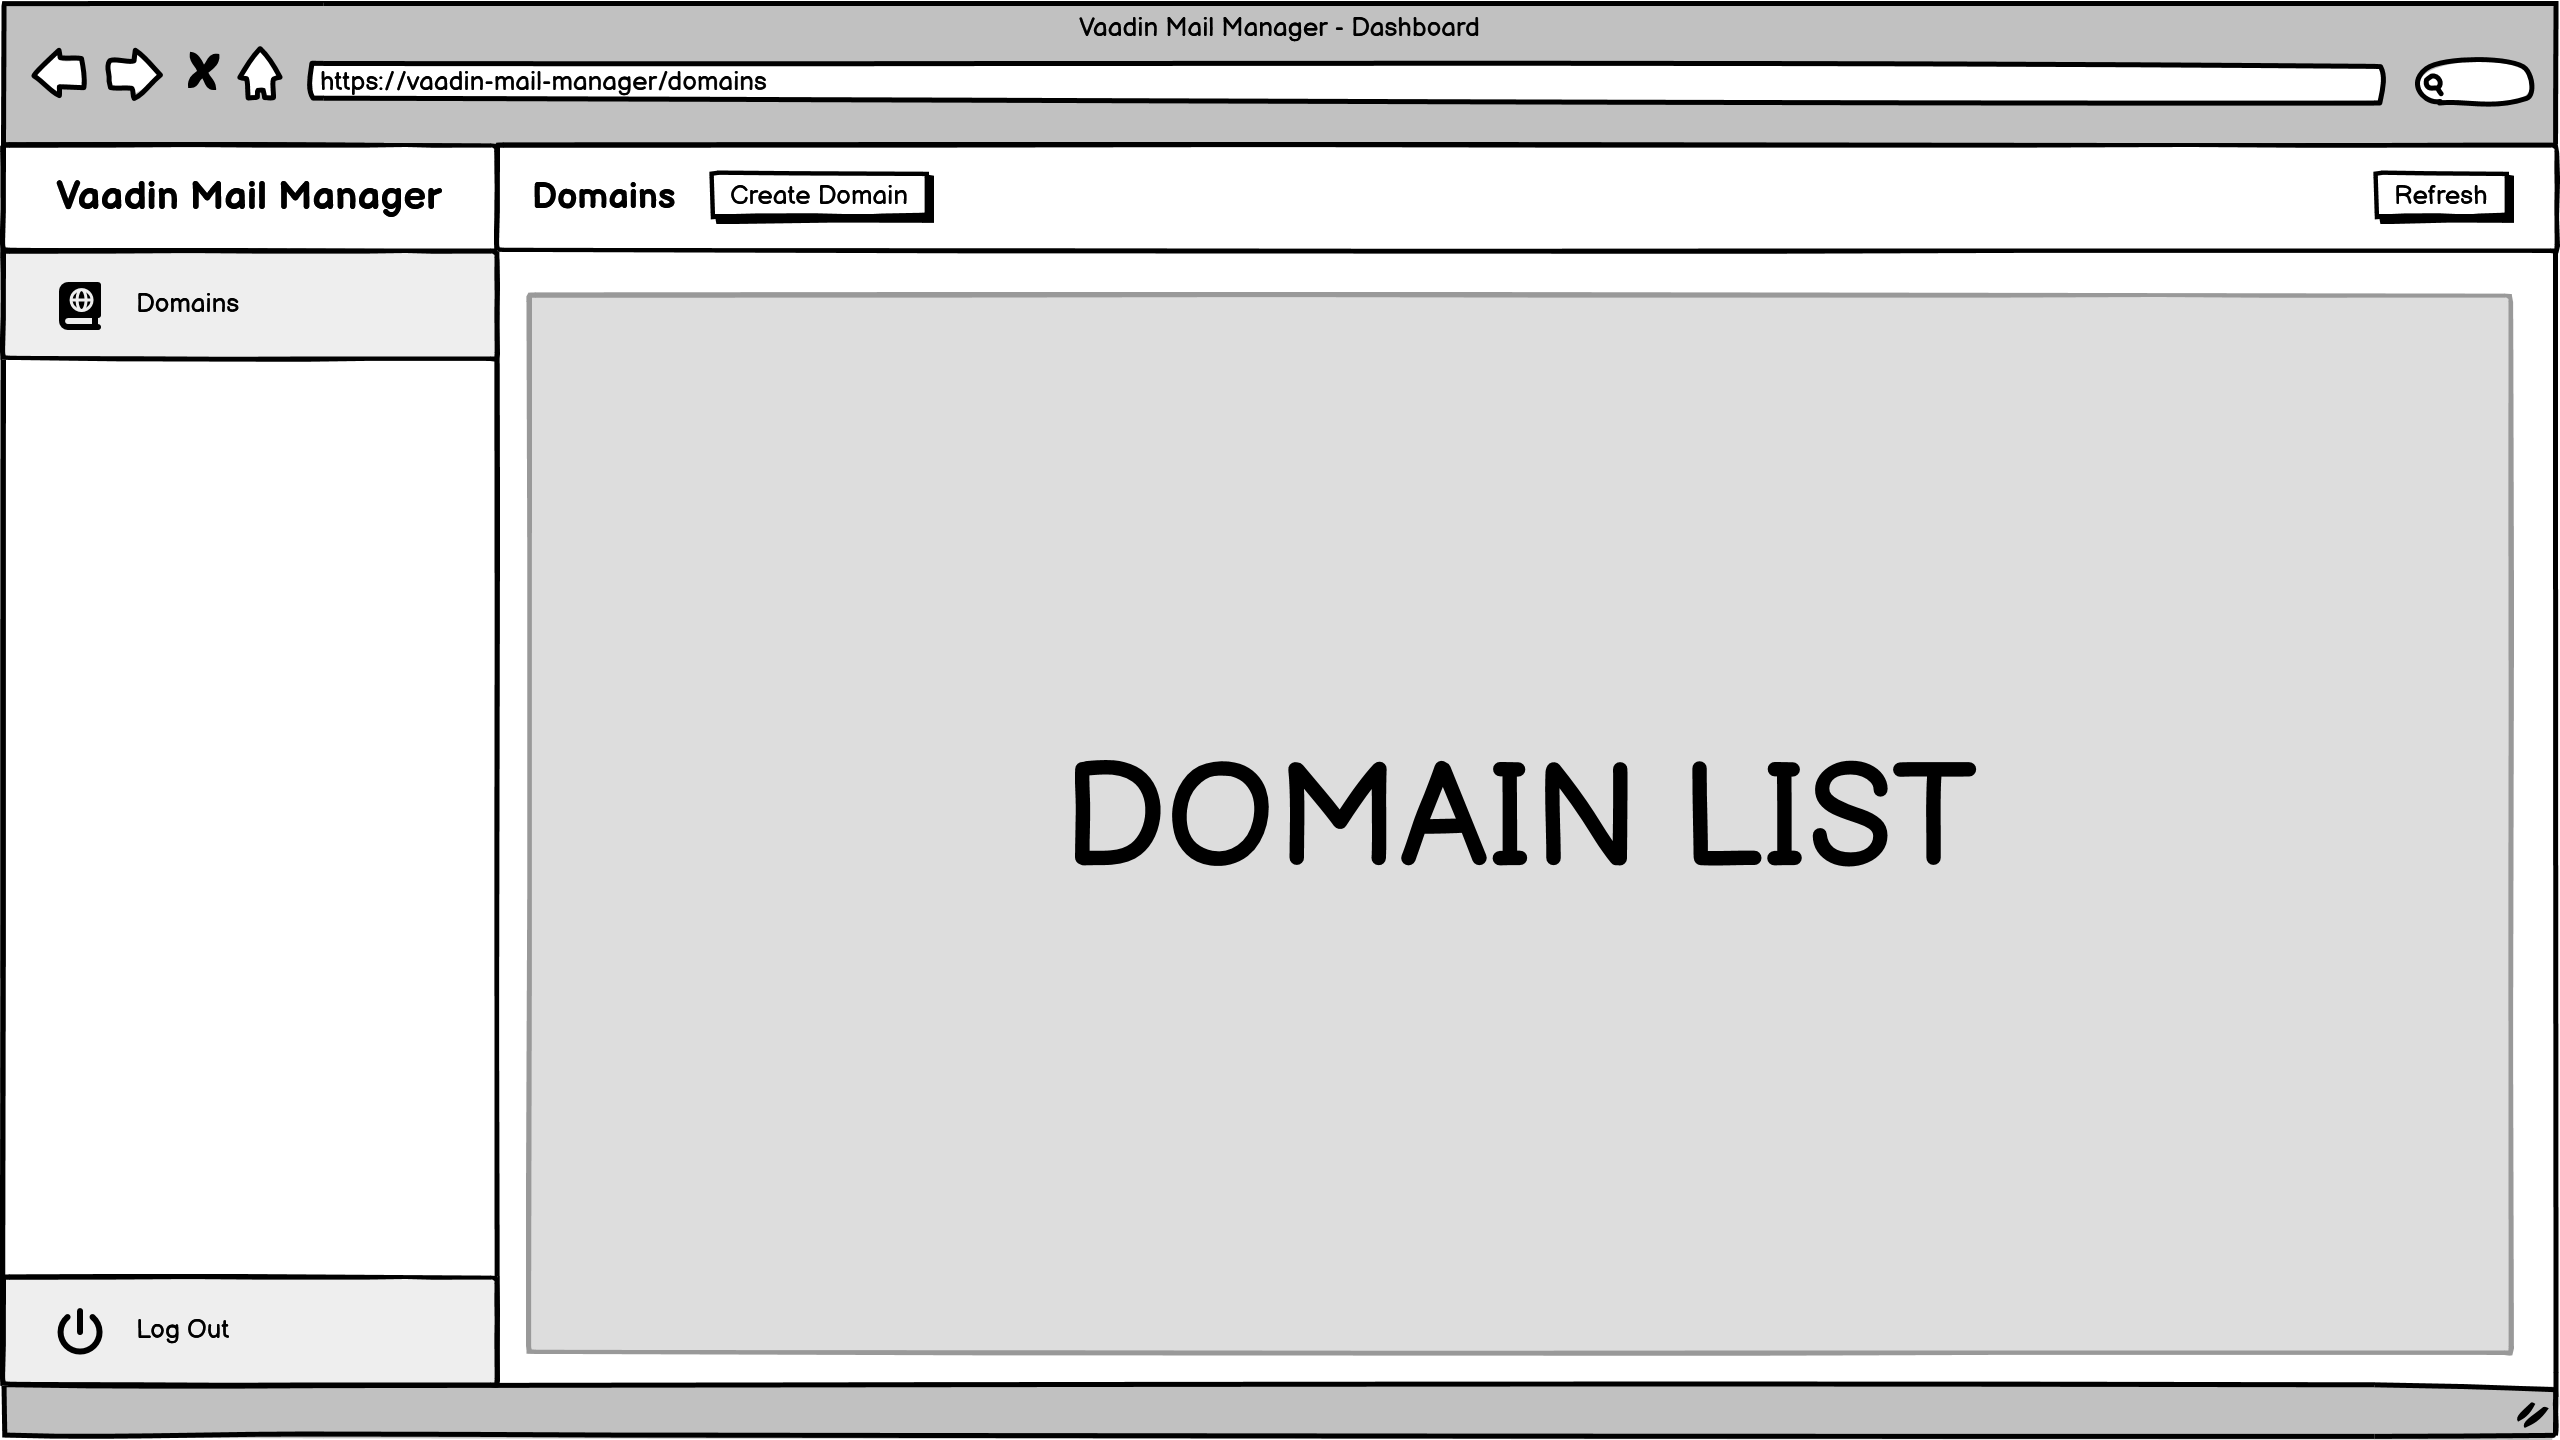 Vaadin Mail Manager - Dashboard
https://vaadin-mail-manager/domains
Vaadin Mail Manager
Domains
Create Domain
Refresh
Domains
DOMAIN LIST
Log Out